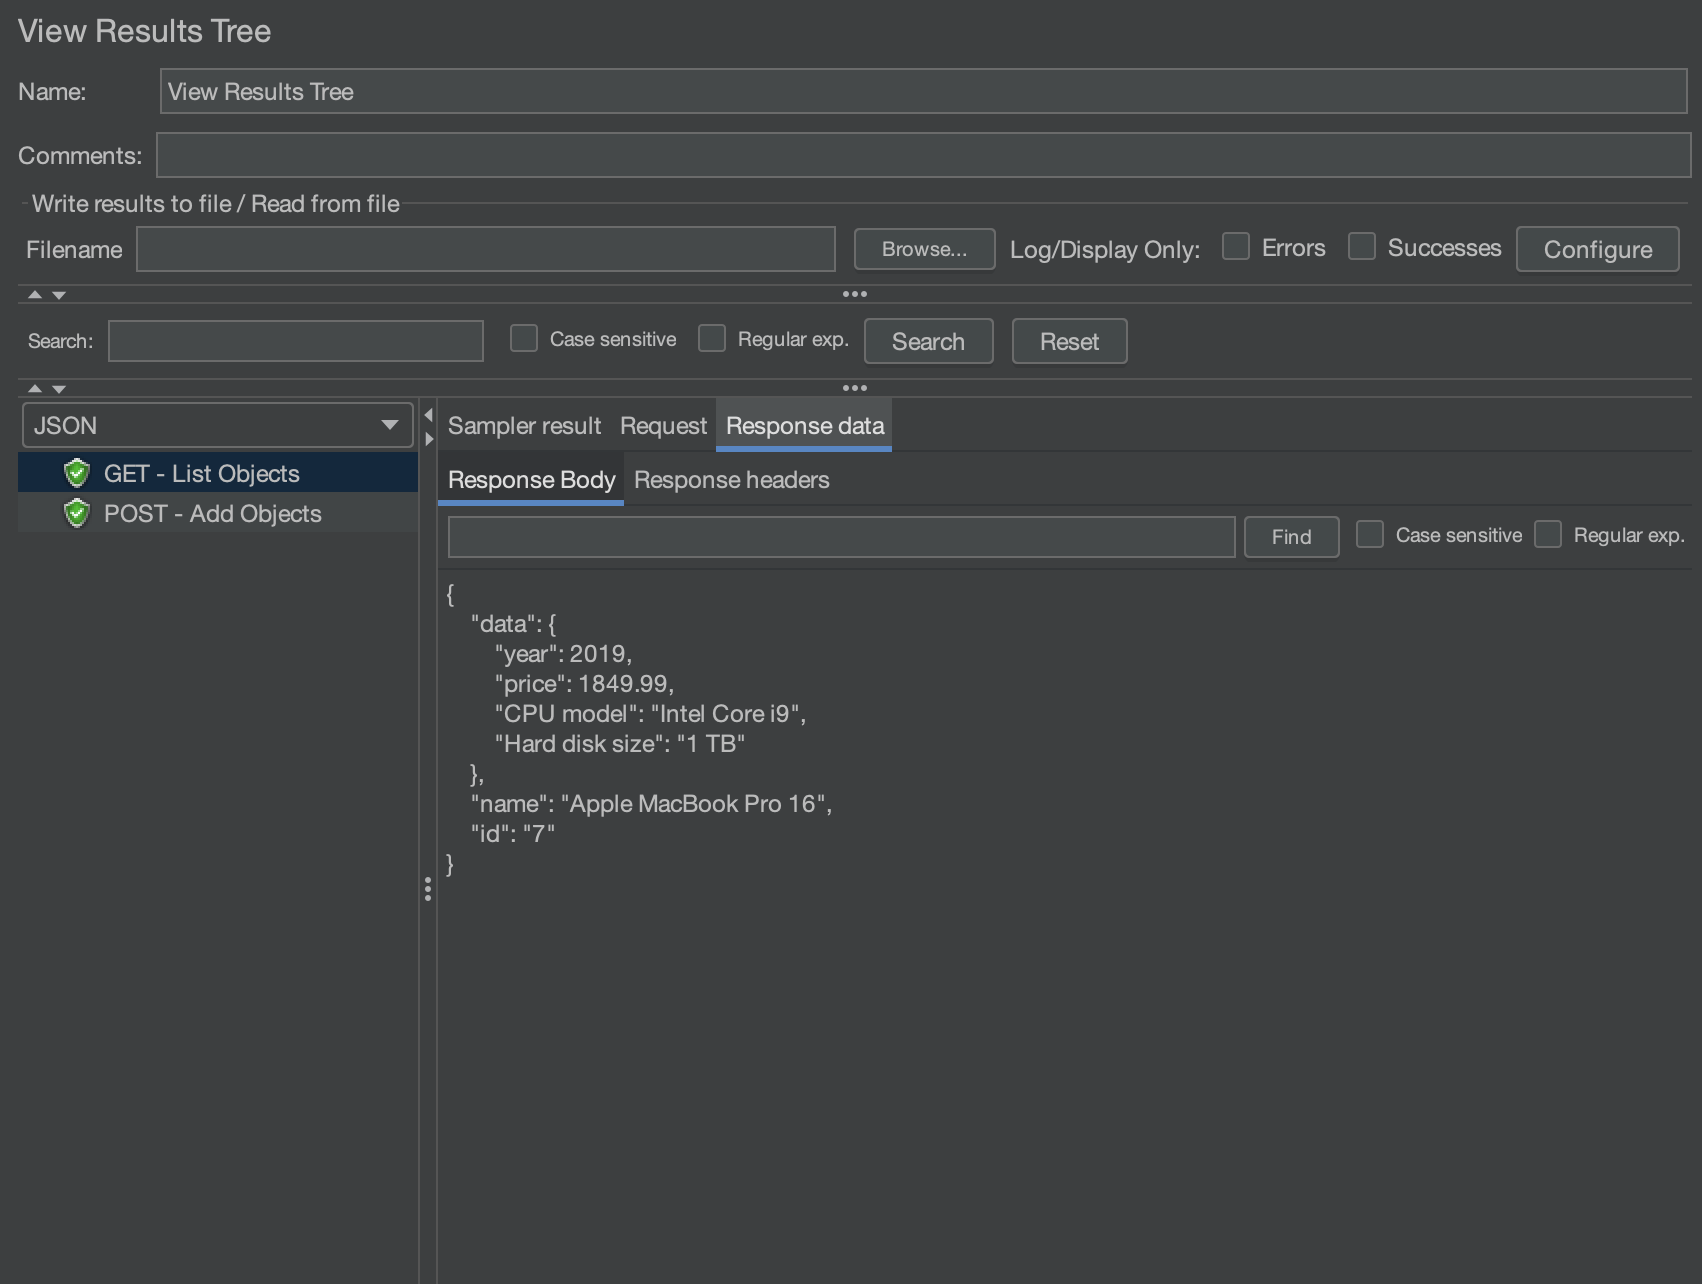 View Results Tree
Name: View Results Tree
Comments:
Write results to file / Read from file
Filename Browse... Log/Display Only: Errors Successes Configure
Search: Case sensitive Regular exp. Search Reset
JSON Sampler result Request Response data
GET - List Objects Response Body Response headers
POST - Add Objects
Find Case sensitive Regular exp.
{
"data": {
"year": 2019,
"price": 1849.99,
"CPU model": "Intel Core i9",
"Hard disk size": "1 TB"
},
"name": "Apple MacBook Pro 16",
"id": "7"
}